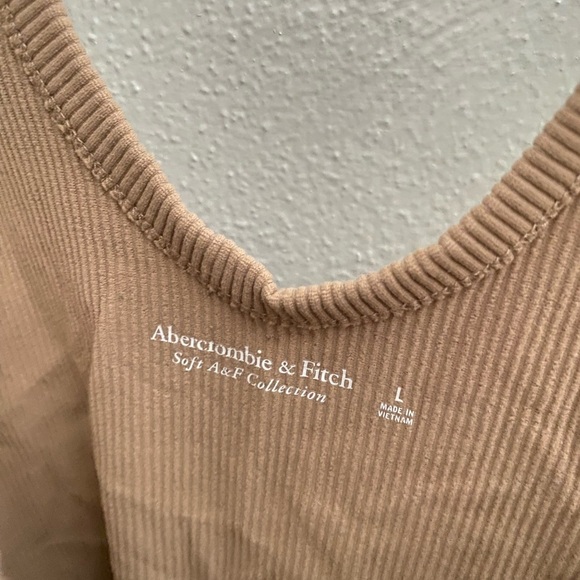 Abercrombie & Fitch
Soft A&F Collection
L
MADE IN
VIETNAM